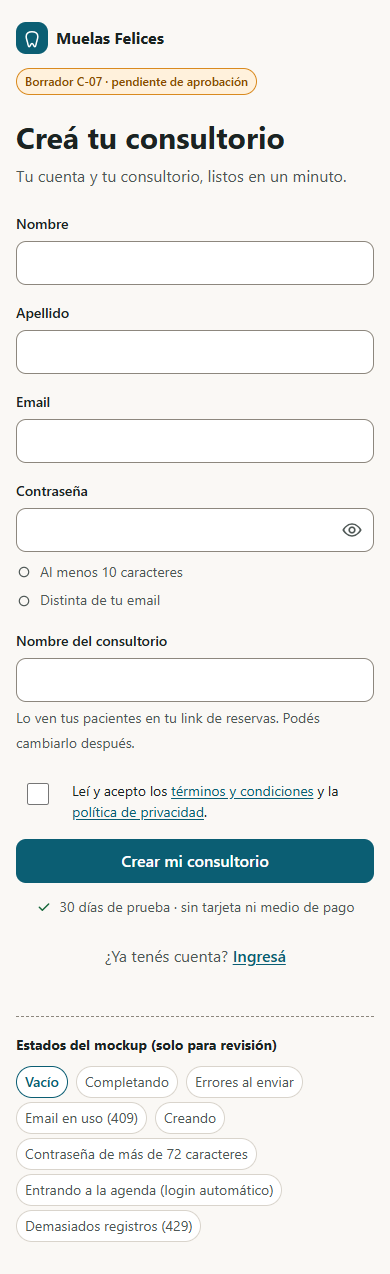 Muelas Felices
Borrador C-07 · pendiente de aprobación
Creá tu consultorio
Tu cuenta y tu consultorio, listos en un minuto.
Nombre
Apellido
Email
Contraseña
Al menos 10 caracteres
Distinta de tu email
Nombre del consultorio
Lo ven tus pacientes en tu link de reservas. Podés
cambiarlo después.
Leí y acepto los términos y condiciones y la
política de privacidad.
Crear mi consultorio
30 días de prueba · sin tarjeta ni medio de pago
¿Ya tenés cuenta? Ingresá
Estados del mockup (solo para revisión)
Vacío Completando Errores al enviar
Email en uso (409) Creando
Contraseña de más de 72 caracteres
Entrando a la agenda (login automático)
Demasiados registros (429)